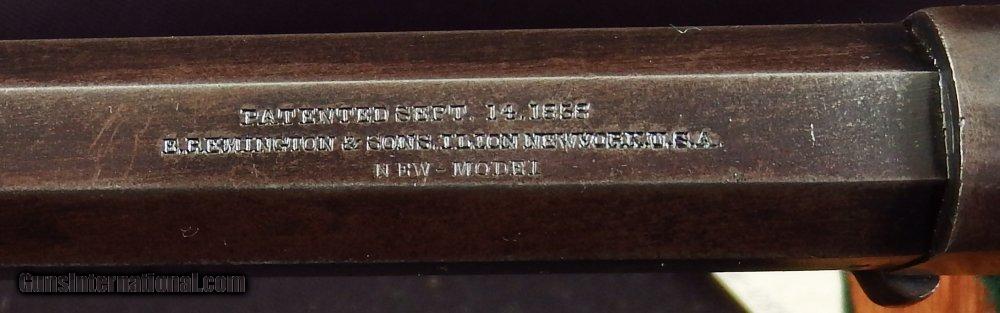 PATENTED SEPT. 14.1858
E.REMINGTON & SONS, ILION NEW YORK.U.S.A.
NEW-MODEL
GunsInternational.com